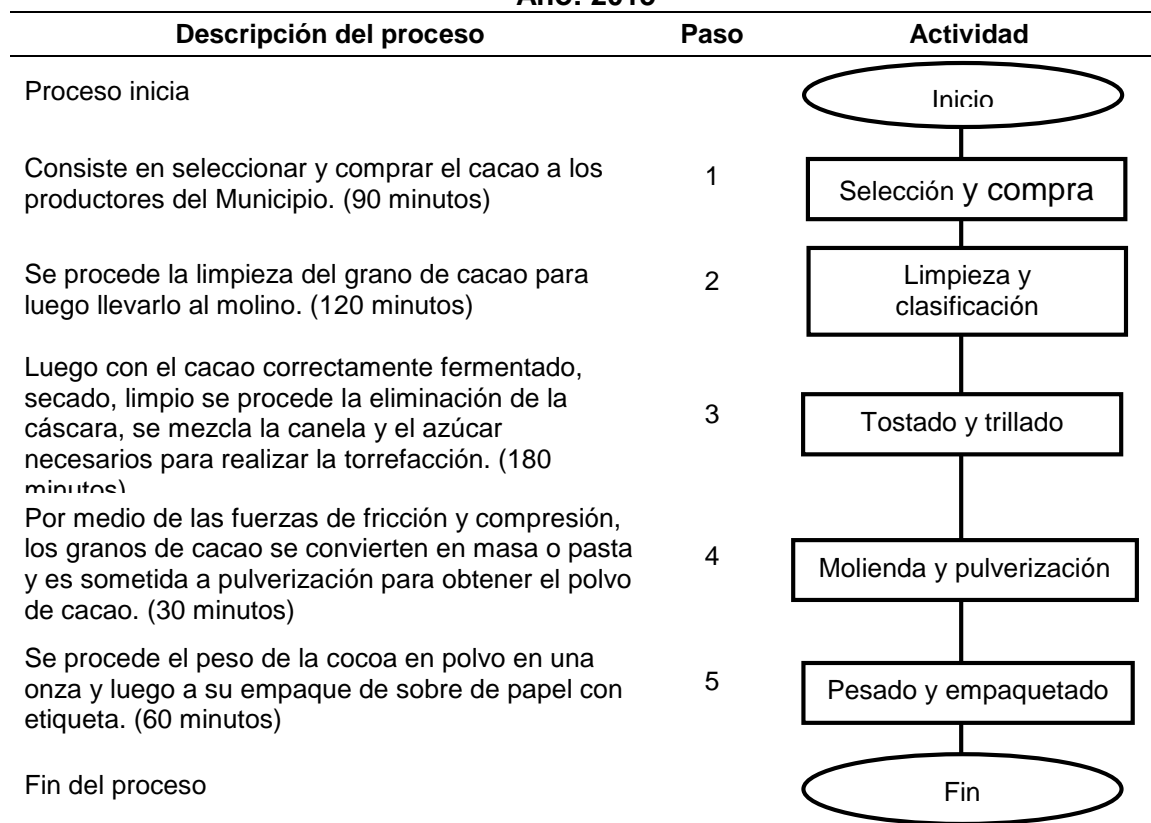 Descripción del proceso Paso Actividad
Proceso inicia
Inicio
Consiste en seleccionar y comprar el cacao a los
productores del Municipio. (90 minutos)
1
Selección y compra
Se procede la limpieza del grano de cacao para
luego llevarlo al molino. (120 minutos)
2
Limpieza y
clasificación
Luego con el cacao correctamente fermentado,
secado, limpio se procede la eliminación de la
cáscara, se mezcla la canela y el azúcar
necesarios para realizar la torrefacción. (180
minutos)
3
Tostado y trillado
Por medio de las fuerzas de fricción y compresión,
los granos de cacao se convierten en masa o pasta
y es sometida a pulverización para obtener el polvo
de cacao. (30 minutos)
4
Molienda y pulverización
Se procede el peso de la cocoa en polvo en una
onza y luego a su empaque de sobre de papel con
etiqueta. (60 minutos)
5
Pesado y empaquetado
Fin del proceso
Fin